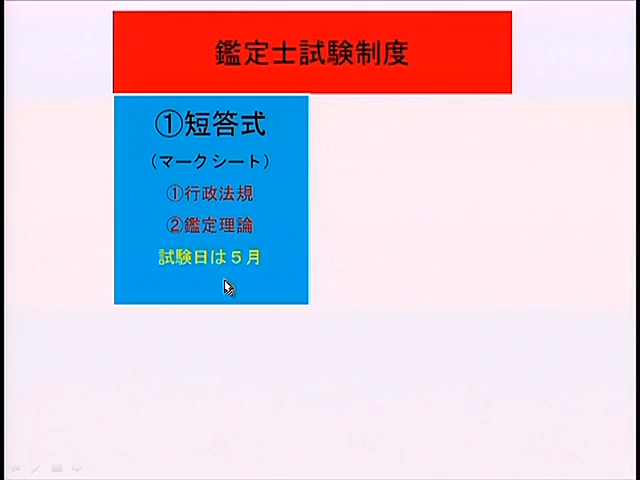 鑑定士試験制度
①短答式
(マークシート)
①行政法規
②鑑定理論
試験日は５月